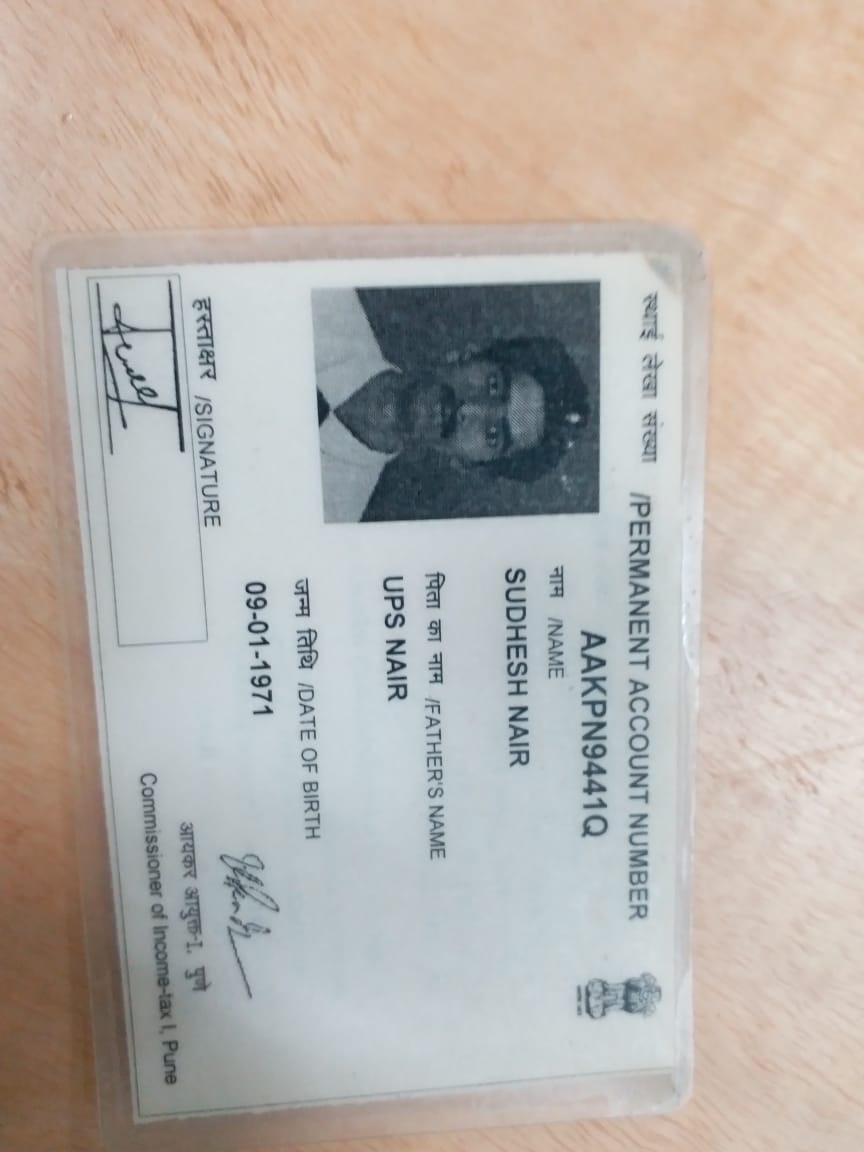 स्थाई लेखा संख्या /PERMANENT ACCOUNT NUMBER
AAKPN9441Q
नाम /NAME
SUDHESH NAIR
पिता का नाम /FATHER'S NAME
UPS NAIR
जन्म तिथि /DATE OF BIRTH
09-01-1971
हस्ताक्षर /SIGNATURE
आयकर आयुक्त-I, पुणे
Commissioner of Income-tax I, Pune